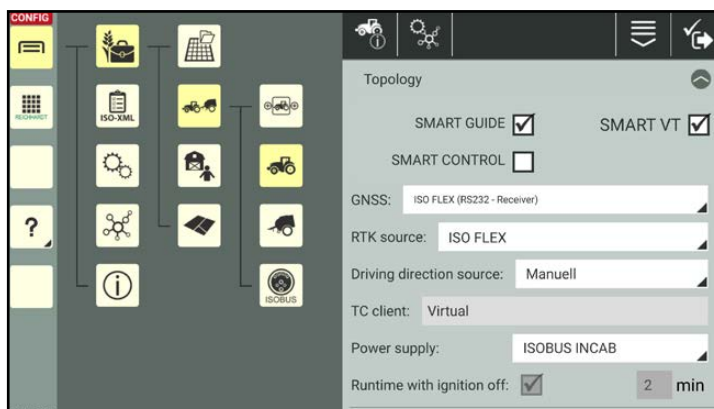 CONFIG
REICHHARDT
ISO-XML
?
ISOBUS
Topology
SMART GUIDE
SMART VT
SMART CONTROL
GNSS: ISO FLEX (RS232 - Receiver)
RTK source: ISO FLEX
Driving direction source: Manuell
TC client: Virtual
Power supply: ISOBUS INCAB
Runtime with ignition off: 2 min